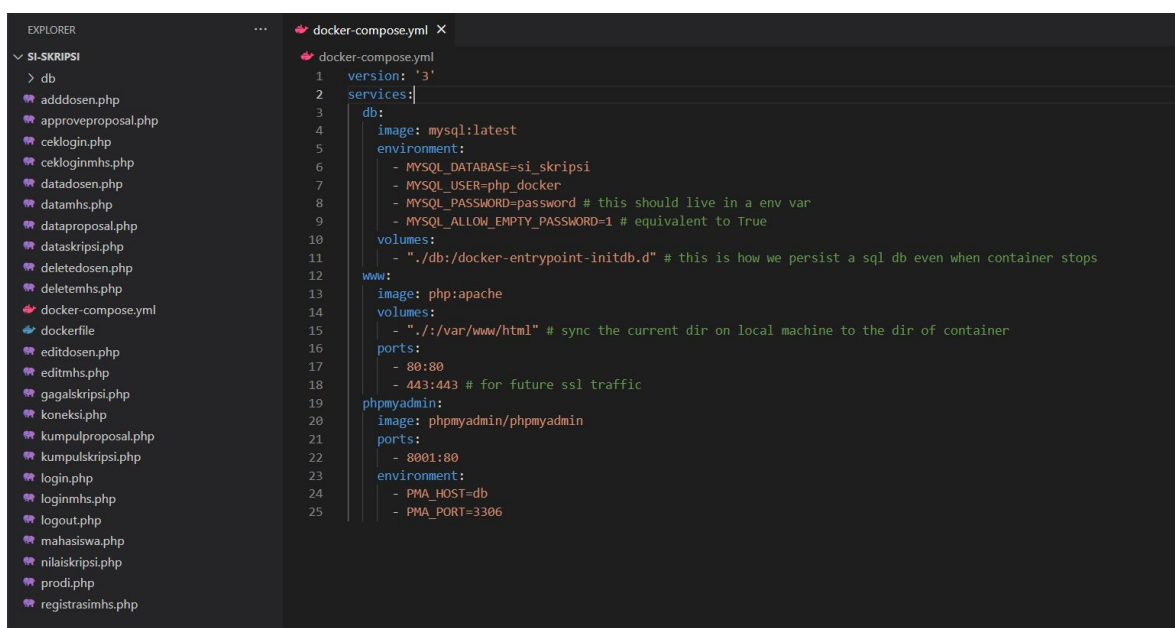 EXPLORER
...
SI-SKRIPSI
db
adddosen.php
approveproposal.php
ceklogin.php
cekloginmhs.php
datadosen.php
datamhs.php
dataproposal.php
dataskripsi.php
deletedosen.php
deletemhs.php
docker-compose.yml
dockerfile
editdosen.php
editmhs.php
gagalskripsi.php
koneksi.php
kumpulproposal.php
kumpulskripsi.php
login.php
loginmhs.php
logout.php
mahasiswa.php
nilaiskripsi.php
prodi.php
registrasimhs.php
docker-compose.yml
docker-compose.yml
1 version: '3'
2 services:
3 db:
4 image: mysql:latest
5 environment:
6 - MYSQL_DATABASE=si_skripsi
7 - MYSQL_USER=php_docker
8 - MYSQL_PASSWORD=password # this should live in a env var
9 - MYSQL_ALLOW_EMPTY_PASSWORD=1 # equivalent to True
10 volumes:
11 - "./db:/docker-entrypoint-initdb.d" # this is how we persist a sql db even when container stops
12 www:
13 image: php:apache
14 volumes:
15 - "./:/var/www/html" # sync the current dir on local machine to the dir of container
16 ports:
17 - 80:80
18 - 443:443 # for future ssl traffic
19 phpmyadmin:
20 image: phpmyadmin/phpmyadmin
21 ports:
22 - 8001:80
23 environment:
24 - PMA_HOST=db
25 - PMA_PORT=3306